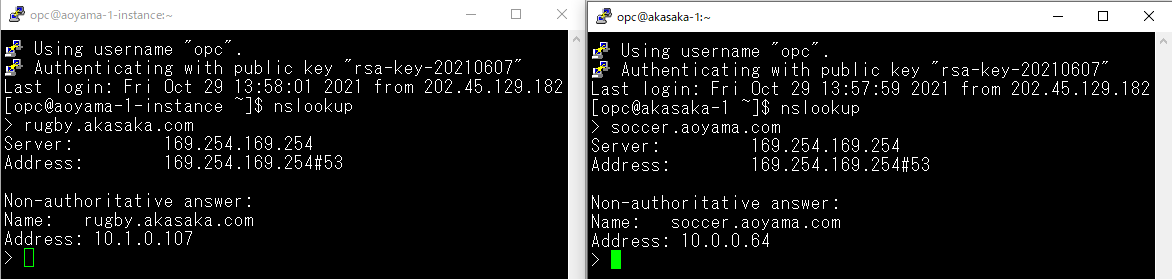 opc@aoyama-1-instance:~
Using username "opc".
Authenticating with public key "rsa-key-20210607"
Last login: Fri Oct 29 13:58:01 2021 from 202.45.129.182
[opc@aoyama-1-instance ~]$ nslookup
> rugby.akasaka.com
Server:         169.254.169.254
Address:        169.254.169.254#53

Non-authoritative answer:
Name:   rugby.akasaka.com
Address: 10.1.0.107
>
opc@akasaka-1:~
Using username "opc".
Authenticating with public key "rsa-key-20210607"
Last login: Fri Oct 29 13:57:59 2021 from 202.45.129.182
[opc@akasaka-1 ~]$ nslookup
> soccer.aoyama.com
Server:         169.254.169.254
Address:        169.254.169.254#53

Non-authoritative answer:
Name:   soccer.aoyama.com
Address: 10.0.0.64
>